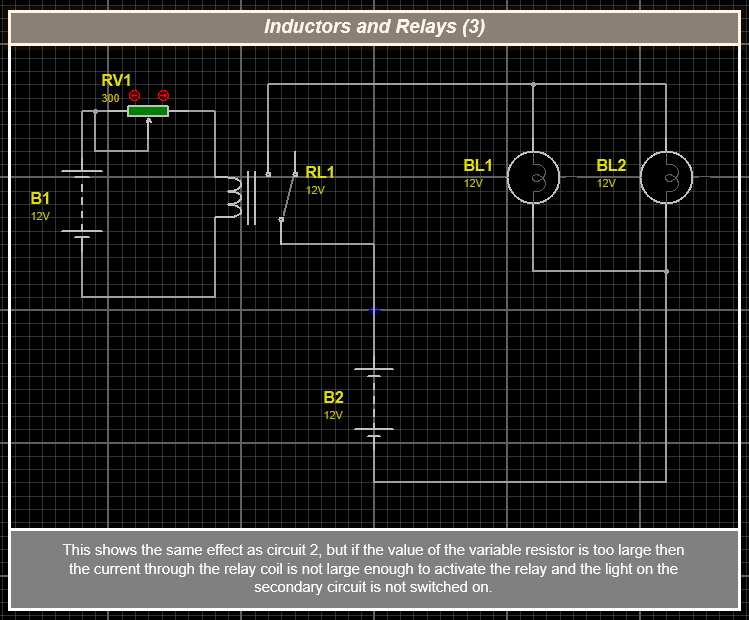 Inductors and Relays (3)
RV1
300
B1
12V
RL1
12V
BL1
12V
BL2
12V
B2
12V
This shows the same effect as circuit 2, but if the value of the variable resistor is too large then
the current through the relay coil is not large enough to activate the relay and the light on the
secondary circuit is not switched on.